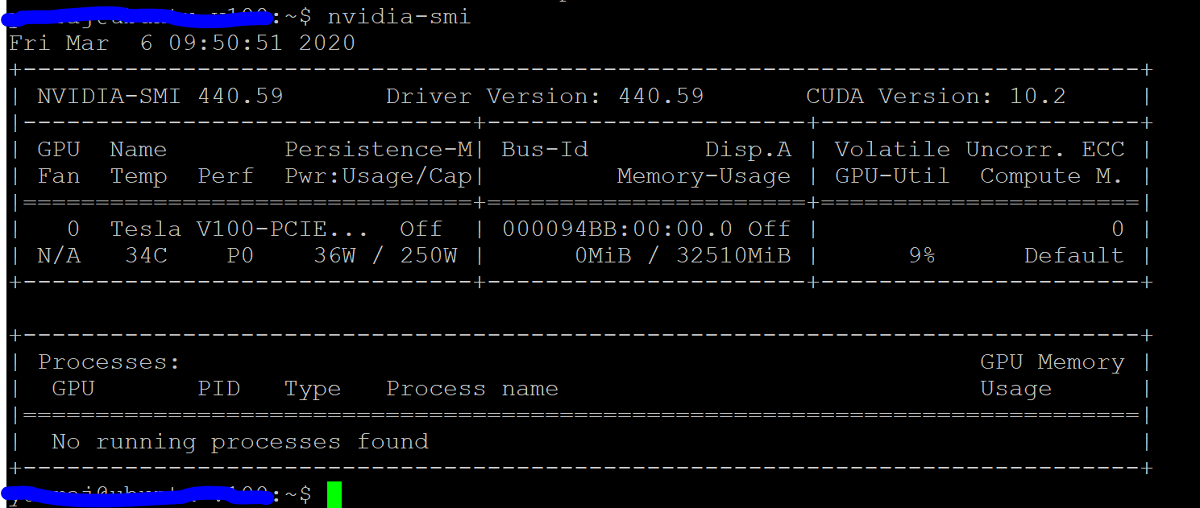 :~$ nvidia-smi
Fri Mar  6 09:50:51 2020
+-----------------------------------------------------------------------------+
| NVIDIA-SMI 440.59       Driver Version: 440.59       CUDA Version: 10.2     |
|-------------------------------+----------------------+----------------------+
| GPU  Name        Persistence-M| Bus-Id        Disp.A | Volatile Uncorr. ECC |
| Fan  Temp  Perf  Pwr:Usage/Cap|         Memory-Usage | GPU-Util  Compute M. |
|===============================+======================+======================|
|   0  Tesla V100-PCIE...  Off  | 000094BB:00:00.0 Off |                    0 |
| N/A   34C    P0    36W / 250W |      0MiB / 32510MiB |      9%      Default |
+-------------------------------+----------------------+----------------------+
+-----------------------------------------------------------------------------+
| Processes:                                                       GPU Memory |
|  GPU       PID   Type   Process name                             Usage      |
|=============================================================================|
|  No running processes found                                                 |
+-----------------------------------------------------------------------------+
:~$